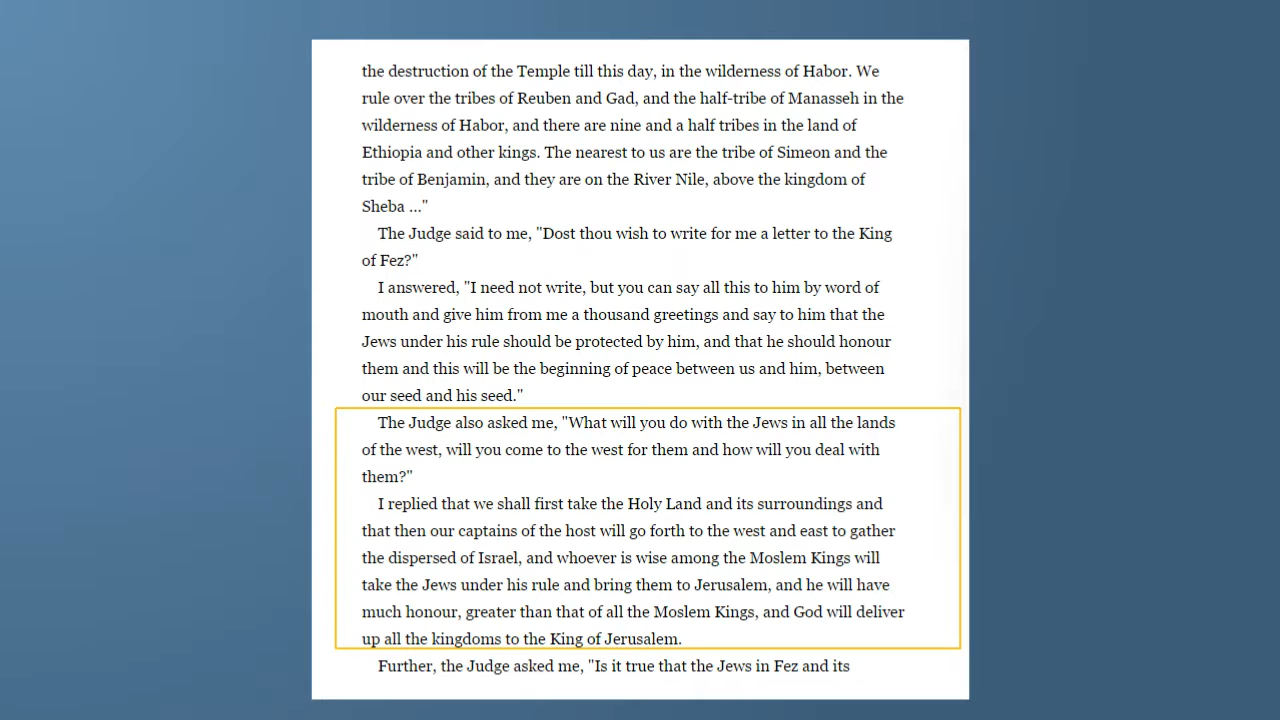 the destruction of the Temple till this day, in the wilderness of Habor. We
rule over the tribes of Reuben and Gad, and the half-tribe of Manasseh in the
wilderness of Habor, and there are nine and a half tribes in the land of
Ethiopia and other kings. The nearest to us are the tribe of Simeon and the
tribe of Benjamin, and they are on the River Nile, above the kingdom of
Sheba ..."
The Judge said to me, "Dost thou wish to write for me a letter to the King
of Fez?"
I answered, "I need not write, but you can say all this to him by word of
mouth and give him from me a thousand greetings and say to him that the
Jews under his rule should be protected by him, and that he should honour
them and this will be the beginning of peace between us and him, between
our seed and his seed."
The Judge also asked me, "What will you do with the Jews in all the lands
of the west, will you come to the west for them and how will you deal with
them?"
I replied that we shall first take the Holy Land and its surroundings and
that then our captains of the host will go forth to the west and east to gather
the dispersed of Israel, and whoever is wise among the Moslem Kings will
take the Jews under his rule and bring them to Jerusalem, and he will have
much honour, greater than that of all the Moslem Kings, and God will deliver
up all the kingdoms to the King of Jerusalem.
Further, the Judge asked me, "Is it true that the Jews in Fez and its